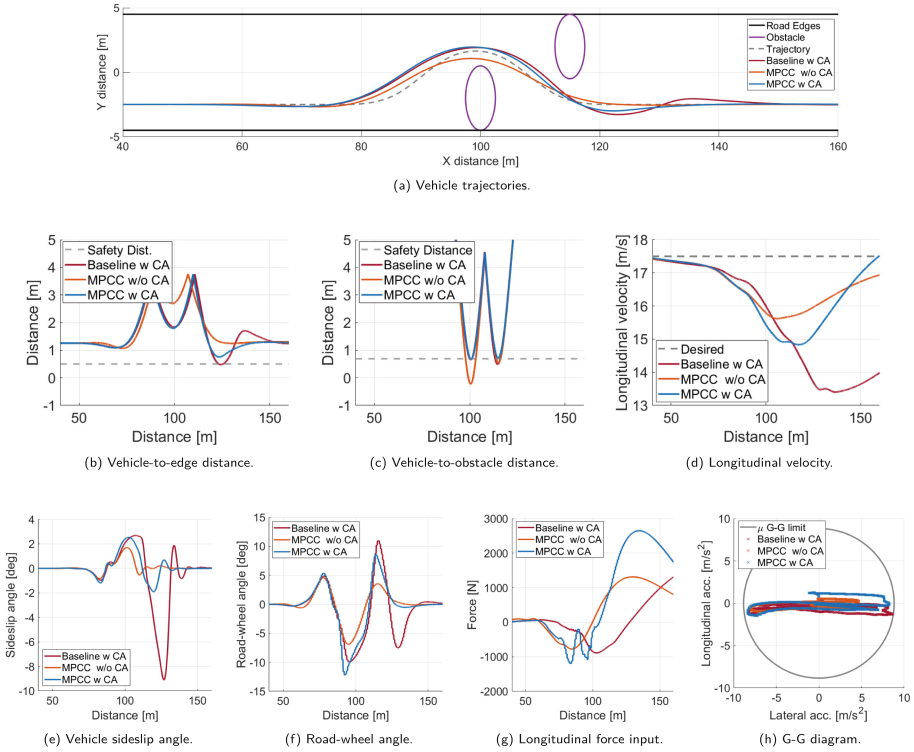 5
0
-5
Y distance [m]
40
60
80
100
120
140
160
X distance [m]
Road Edges
Obstacle
Trajectory
Baseline w CA
MPCC w/o CA
MPCC w CA
(a) Vehicle trajectories.
5
4
3
2
1
0
-1
Distance [m]
50
100
150
Distance [m]
Safety Dist.
Baseline w CA
MPCC w/o CA
MPCC w CA
(b) Vehicle-to-edge distance.
5
4
3
2
1
0
-1
Distance [m]
50
100
150
Distance [m]
Safety Distance
Baseline w CA
MPCC w/o CA
MPCC w CA
(c) Vehicle-to-obstacle distance.
18
17
16
15
14
13
Longitudinal velocity [m/s]
50
100
150
Distance [m]
Desired
Baseline w CA
MPCC w/o CA
MPCC w CA
(d) Longitudinal velocity.
4
2
0
-2
-4
-6
-8
-10
Sideslip angle [deg]
50
100
150
Distance [m]
Baseline w CA
MPCC w/o CA
MPCC w CA
(e) Vehicle sideslip angle.
15
10
5
0
-5
-10
-15
Road-wheel angle [deg]
50
100
150
Distance [m]
Baseline w CA
MPCC w/o CA
MPCC w CA
(f) Road-wheel angle.
3000
2000
1000
0
-1000
-2000
Force [N]
50
100
150
Distance [m]
Baseline w CA
MPCC w/o CA
MPCC w CA
(g) Longitudinal force input.
10
5
0
-5
-10
Longitudinal acc. [m/s²]
-10
-5
0
5
10
Lateral acc. [m/s²]
μ G-G limit
Baseline w CA
MPCC w/o CA
MPCC w CA
(h) G-G diagram.